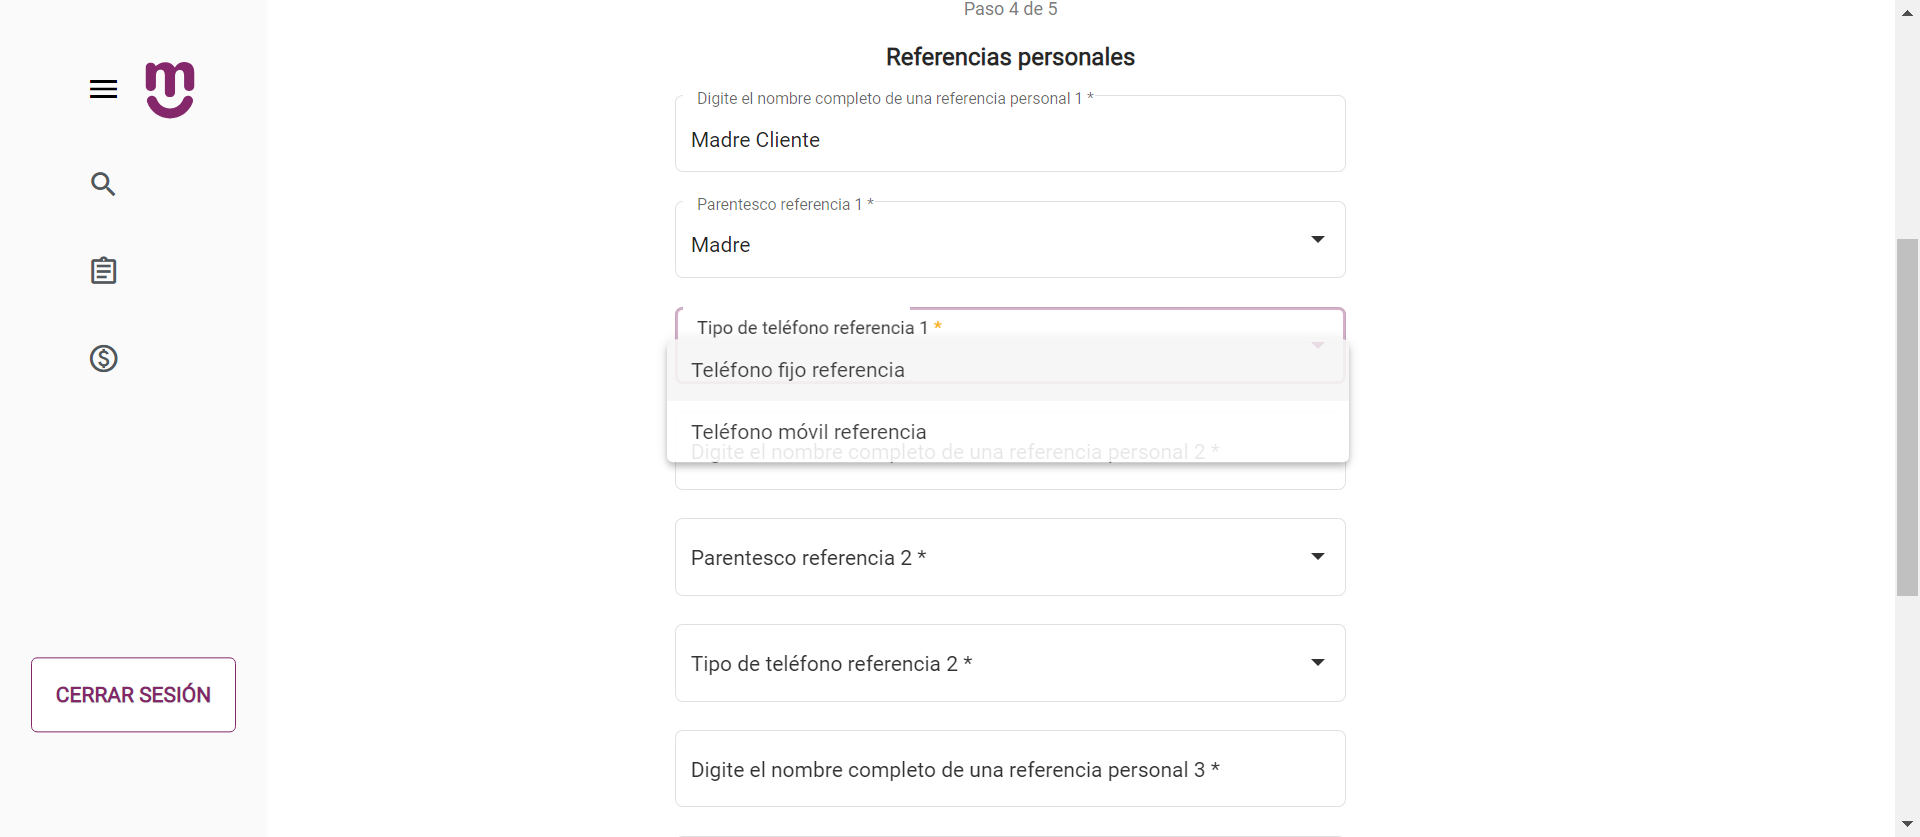 Paso 4 de 5
Referencias personales
Digite el nombre completo de una referencia personal 1 *
Madre Cliente
Parentesco referencia 1 *
Madre
Tipo de teléfono referencia 1 *
Teléfono fijo referencia
Teléfono móvil referencia
Digite el nombre completo de una referencia personal 2 *
Parentesco referencia 2 *
Tipo de teléfono referencia 2 *
Digite el nombre completo de una referencia personal 3 *
CERRAR SESIÓN